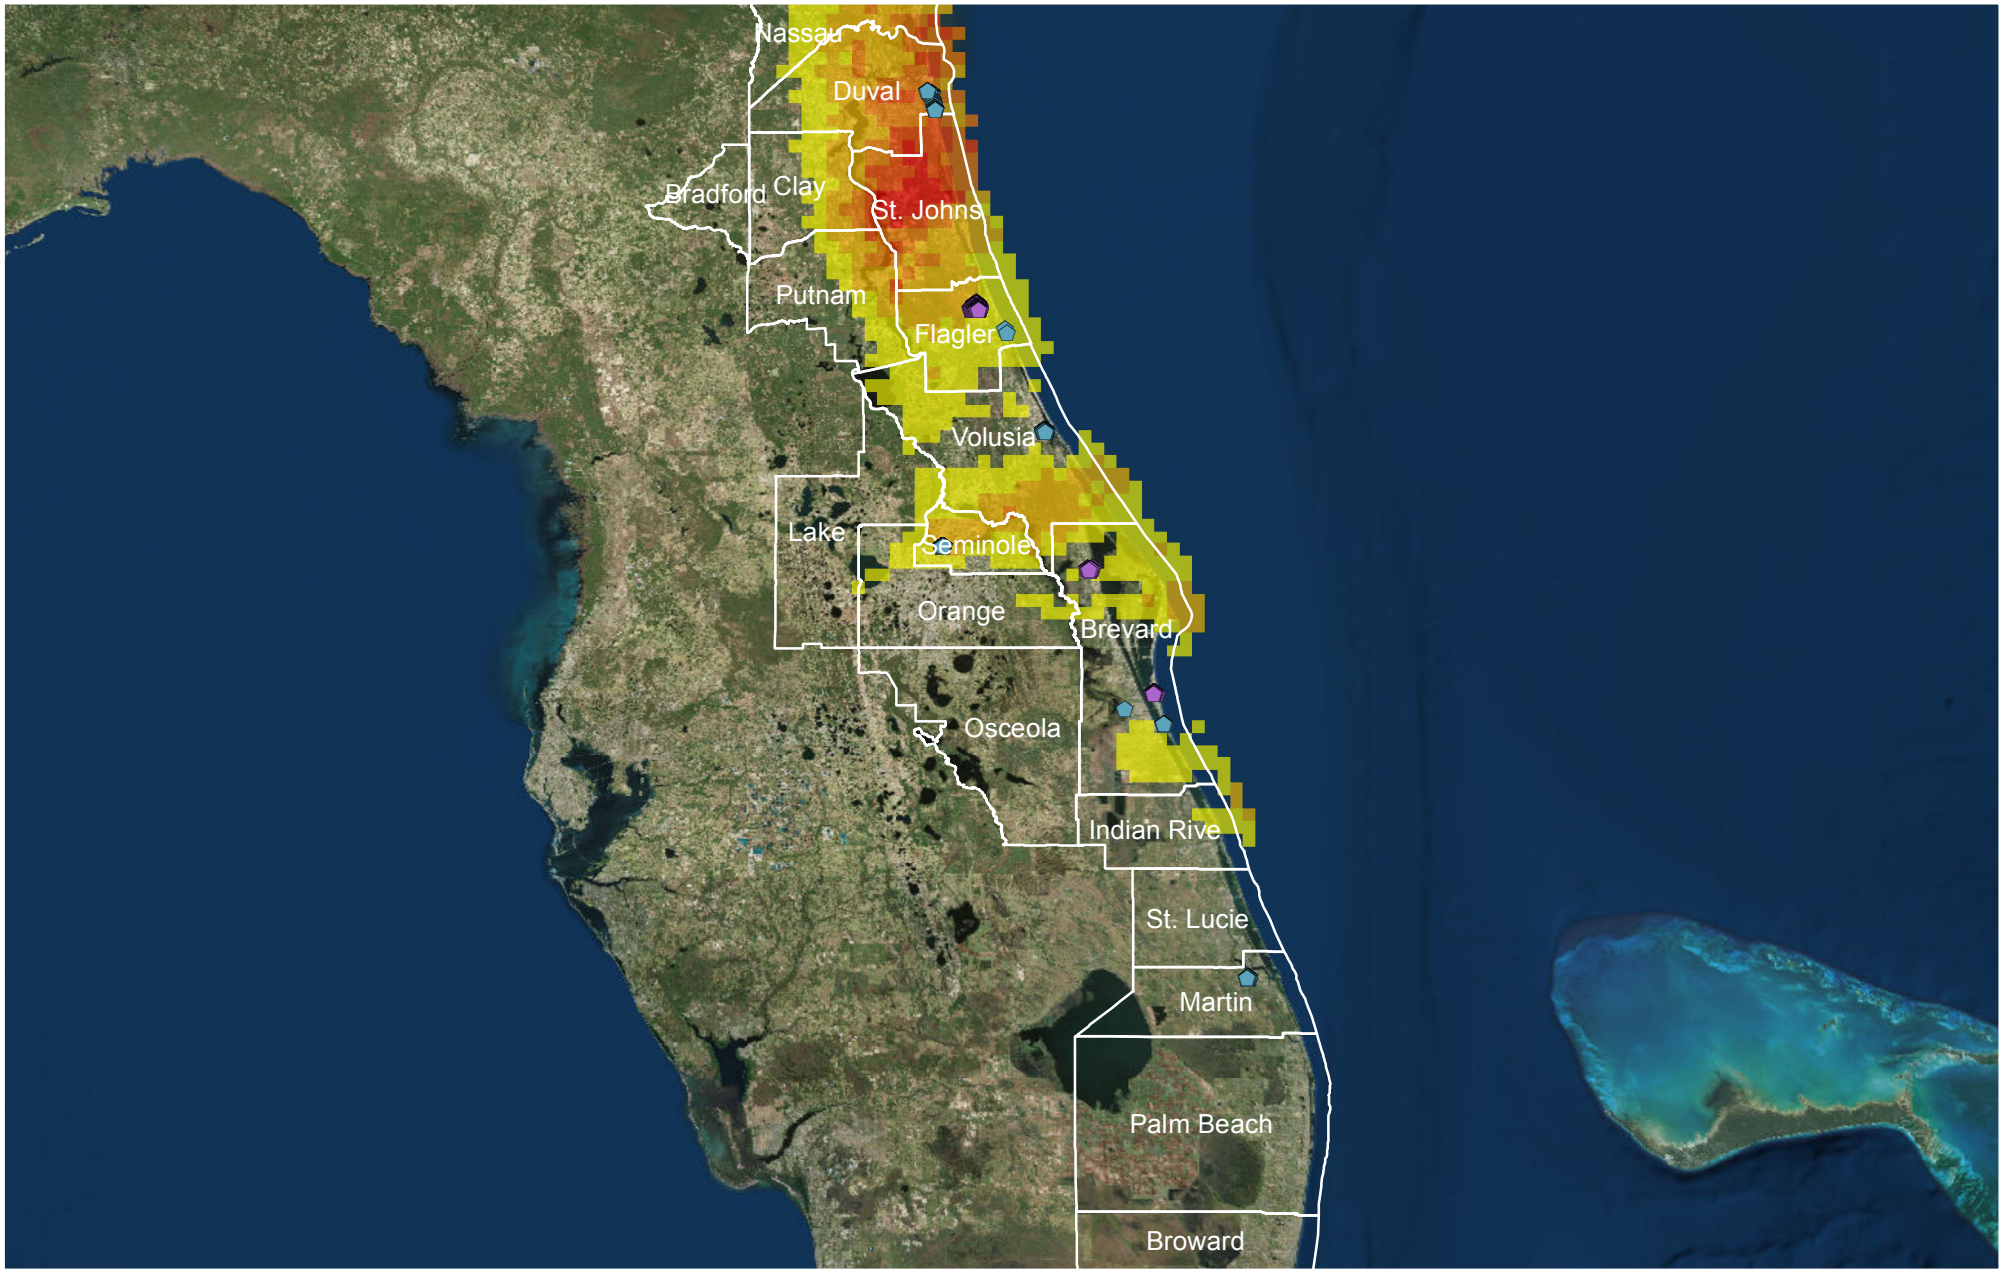 Nassau
Duval
Bradford
Clay
St. Johns
Putnam
Flagler
Volusia
Lake
Seminole
Orange
Brevard
Osceola
Indian Rive
St. Lucie
Martin
Palm Beach
Broward